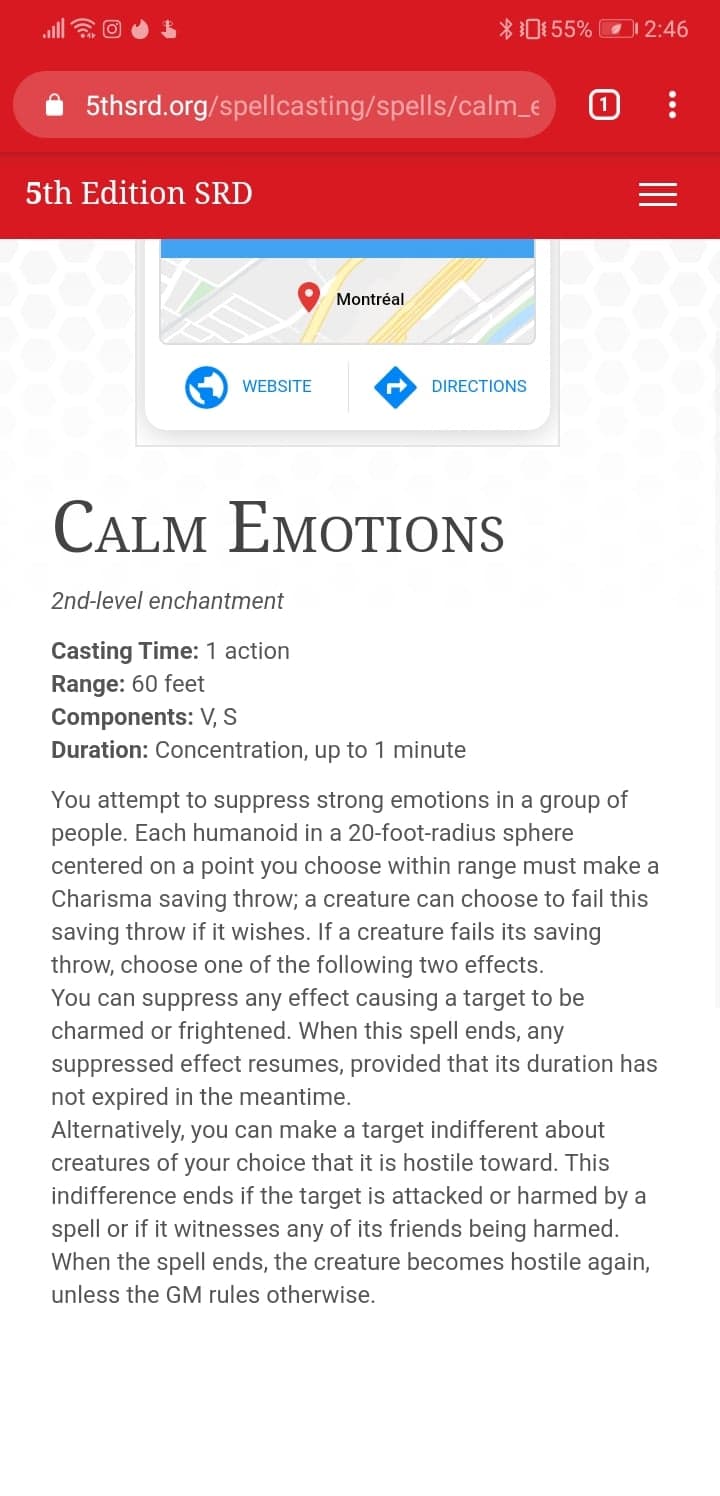 55% 2:46
5thsrd.org/spellcasting/spells/calm_e
1
5th Edition SRD
Montréal
WEBSITE DIRECTIONS
CALM EMOTIONS
2nd-level enchantment
Casting Time: 1 action
Range: 60 feet
Components: V, S
Duration: Concentration, up to 1 minute
You attempt to suppress strong emotions in a group of
people. Each humanoid in a 20-foot-radius sphere
centered on a point you choose within range must make a
Charisma saving throw; a creature can choose to fail this
saving throw if it wishes. If a creature fails its saving
throw, choose one of the following two effects.
You can suppress any effect causing a target to be
charmed or frightened. When this spell ends, any
suppressed effect resumes, provided that its duration has
not expired in the meantime.
Alternatively, you can make a target indifferent about
creatures of your choice that it is hostile toward. This
indifference ends if the target is attacked or harmed by a
spell or if it witnesses any of its friends being harmed.
When the spell ends, the creature becomes hostile again,
unless the GM rules otherwise.